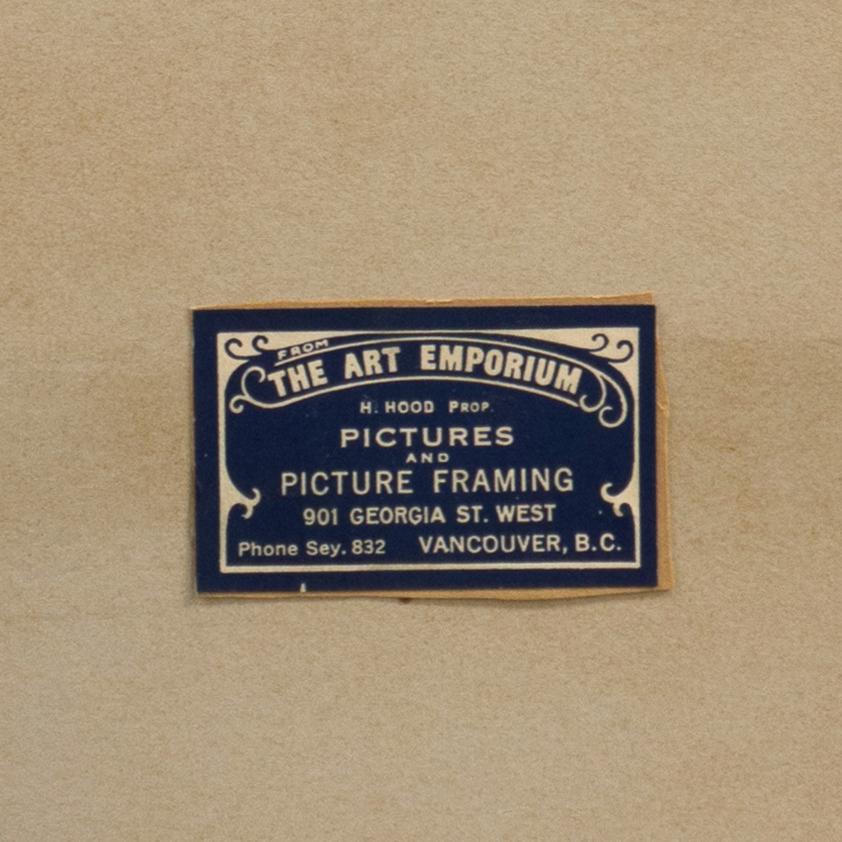 FROM
THE ART EMPORIUM
H. HOOD PROP.
PICTURES
AND
PICTURE FRAMING
901 GEORGIA ST. WEST
Phone Sey. 832 VANCOUVER, B.C.